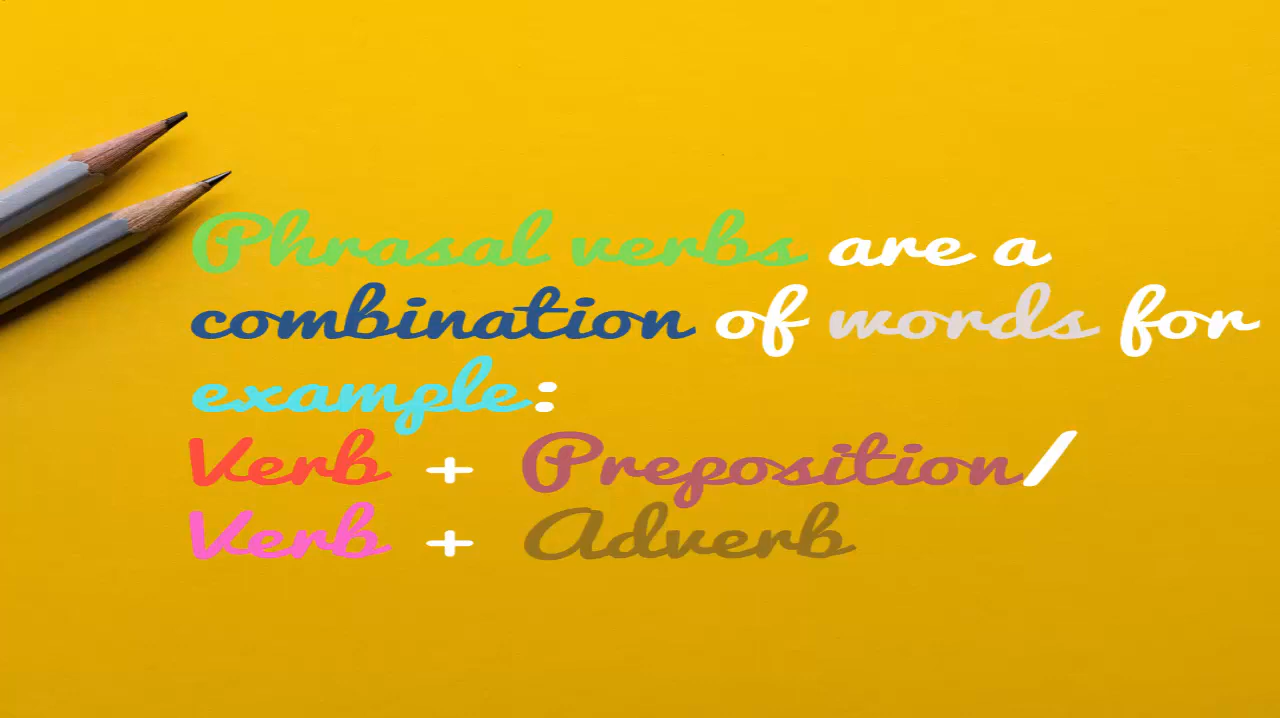 Phrasal verbs are a
combination of words for
example:
Verb + Preposition/
Verb + Adverb